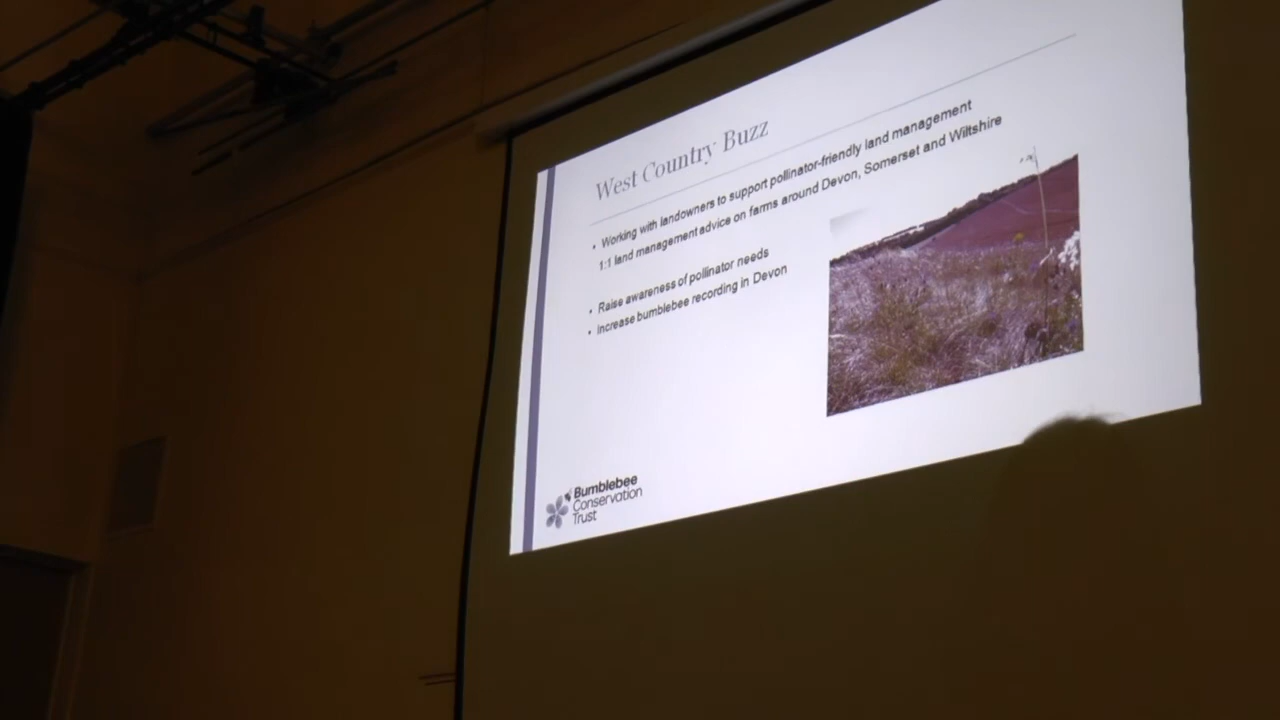 West Country Buzz
• Working with landowners to support pollinator-friendly land management
1:1 land management advice on farms around Devon, Somerset and Wiltshire
• Raise awareness of pollinator needs
• Increase bumblebee recording in Devon
Bumblebee
Conservation
Trust